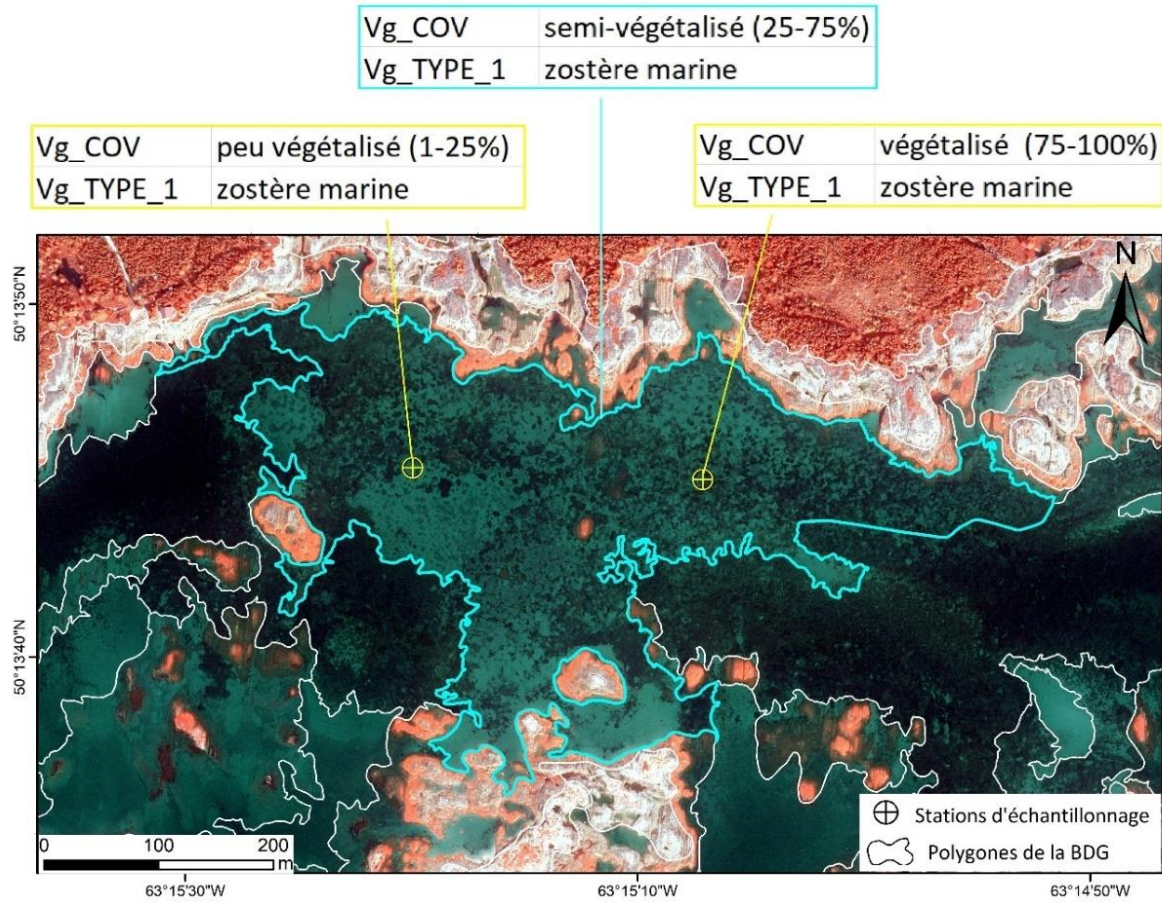 Vg_COV semi-végétalisé (25-75%)
Vg_TYPE_1 zostère marine
Vg_COV peu végétalisé (1-25%)
Vg_TYPE_1 zostère marine
Vg_COV végétalisé (75-100%)
Vg_TYPE_1 zostère marine
N
50°13'50"N
50°13'40"N
Stations d'échantillonnage
Polygones de la BDG
0 100 200
m
63°15'30"W 63°15'10"W 63°14'50"W